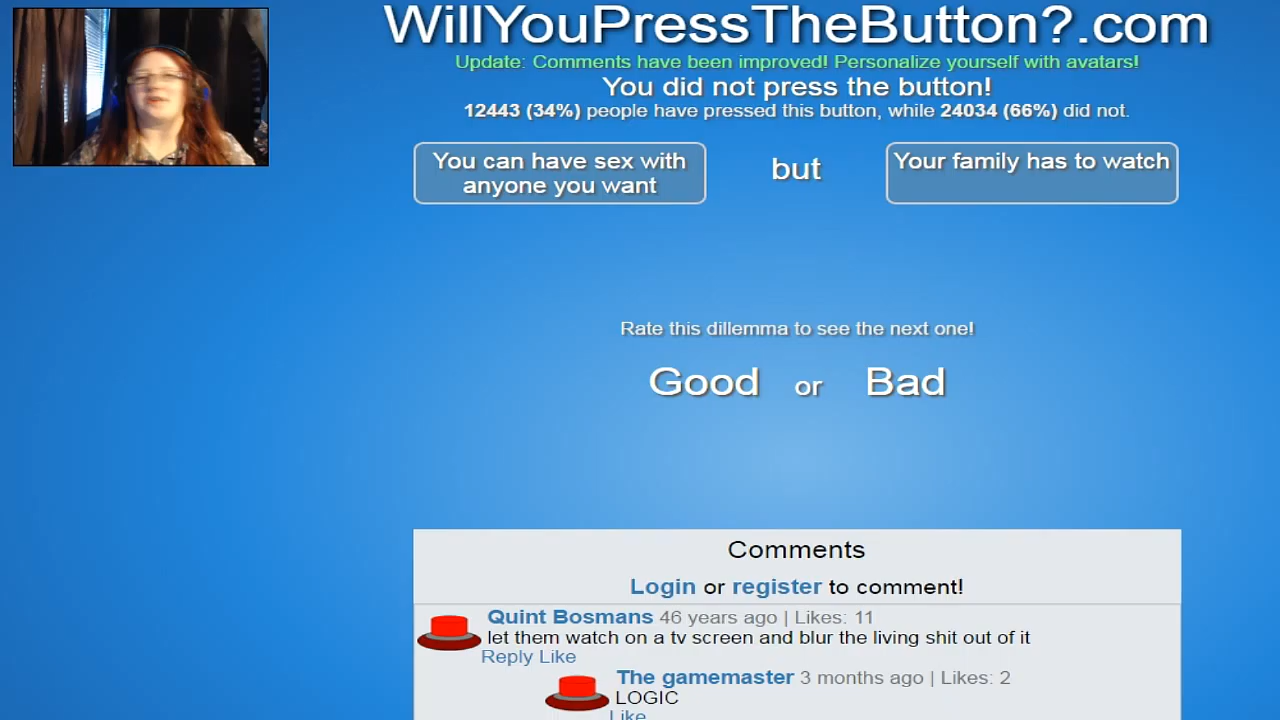 WillYouPressTheButton?.com
Update: Comments have been improved! Personalize yourself with avatars!
You did not press the button!
12443 (34%) people have pressed this button, while 24034 (66%) did not.
You can have sex with
anyone you want
but
Your family has to watch
Rate this dillemma to see the next one!
Good or Bad
Comments
Login or register to comment!
Quint Bosmans 46 years ago | Likes: 11
let them watch on a tv screen and blur the living shit out of it
Reply Like
The gamemaster 3 months ago | Likes: 2
LOGIC
Like